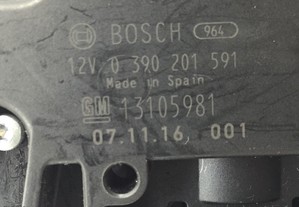 BOSCH 964
12V 0 390 201 591
Made in Spain
GM 13105981
07.11.16, 001